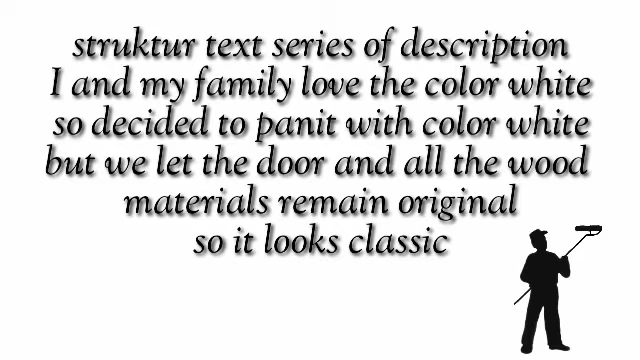 struktur text series of description
I and my family love the color white
so decided to panit with color white
but we let the door and all the wood
materials remain original
so it looks classic